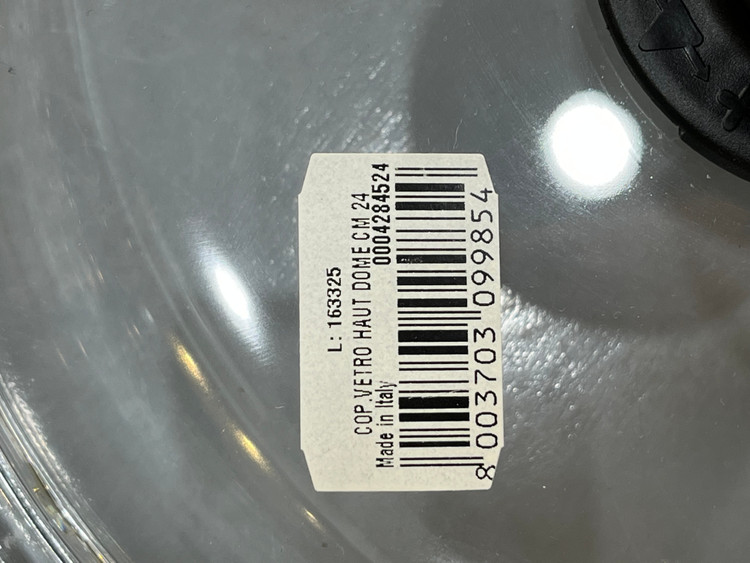 L: 163325
COP.VETRO HAUT DOME CM 24
Made in Italy 0004284524
8 003703 099854